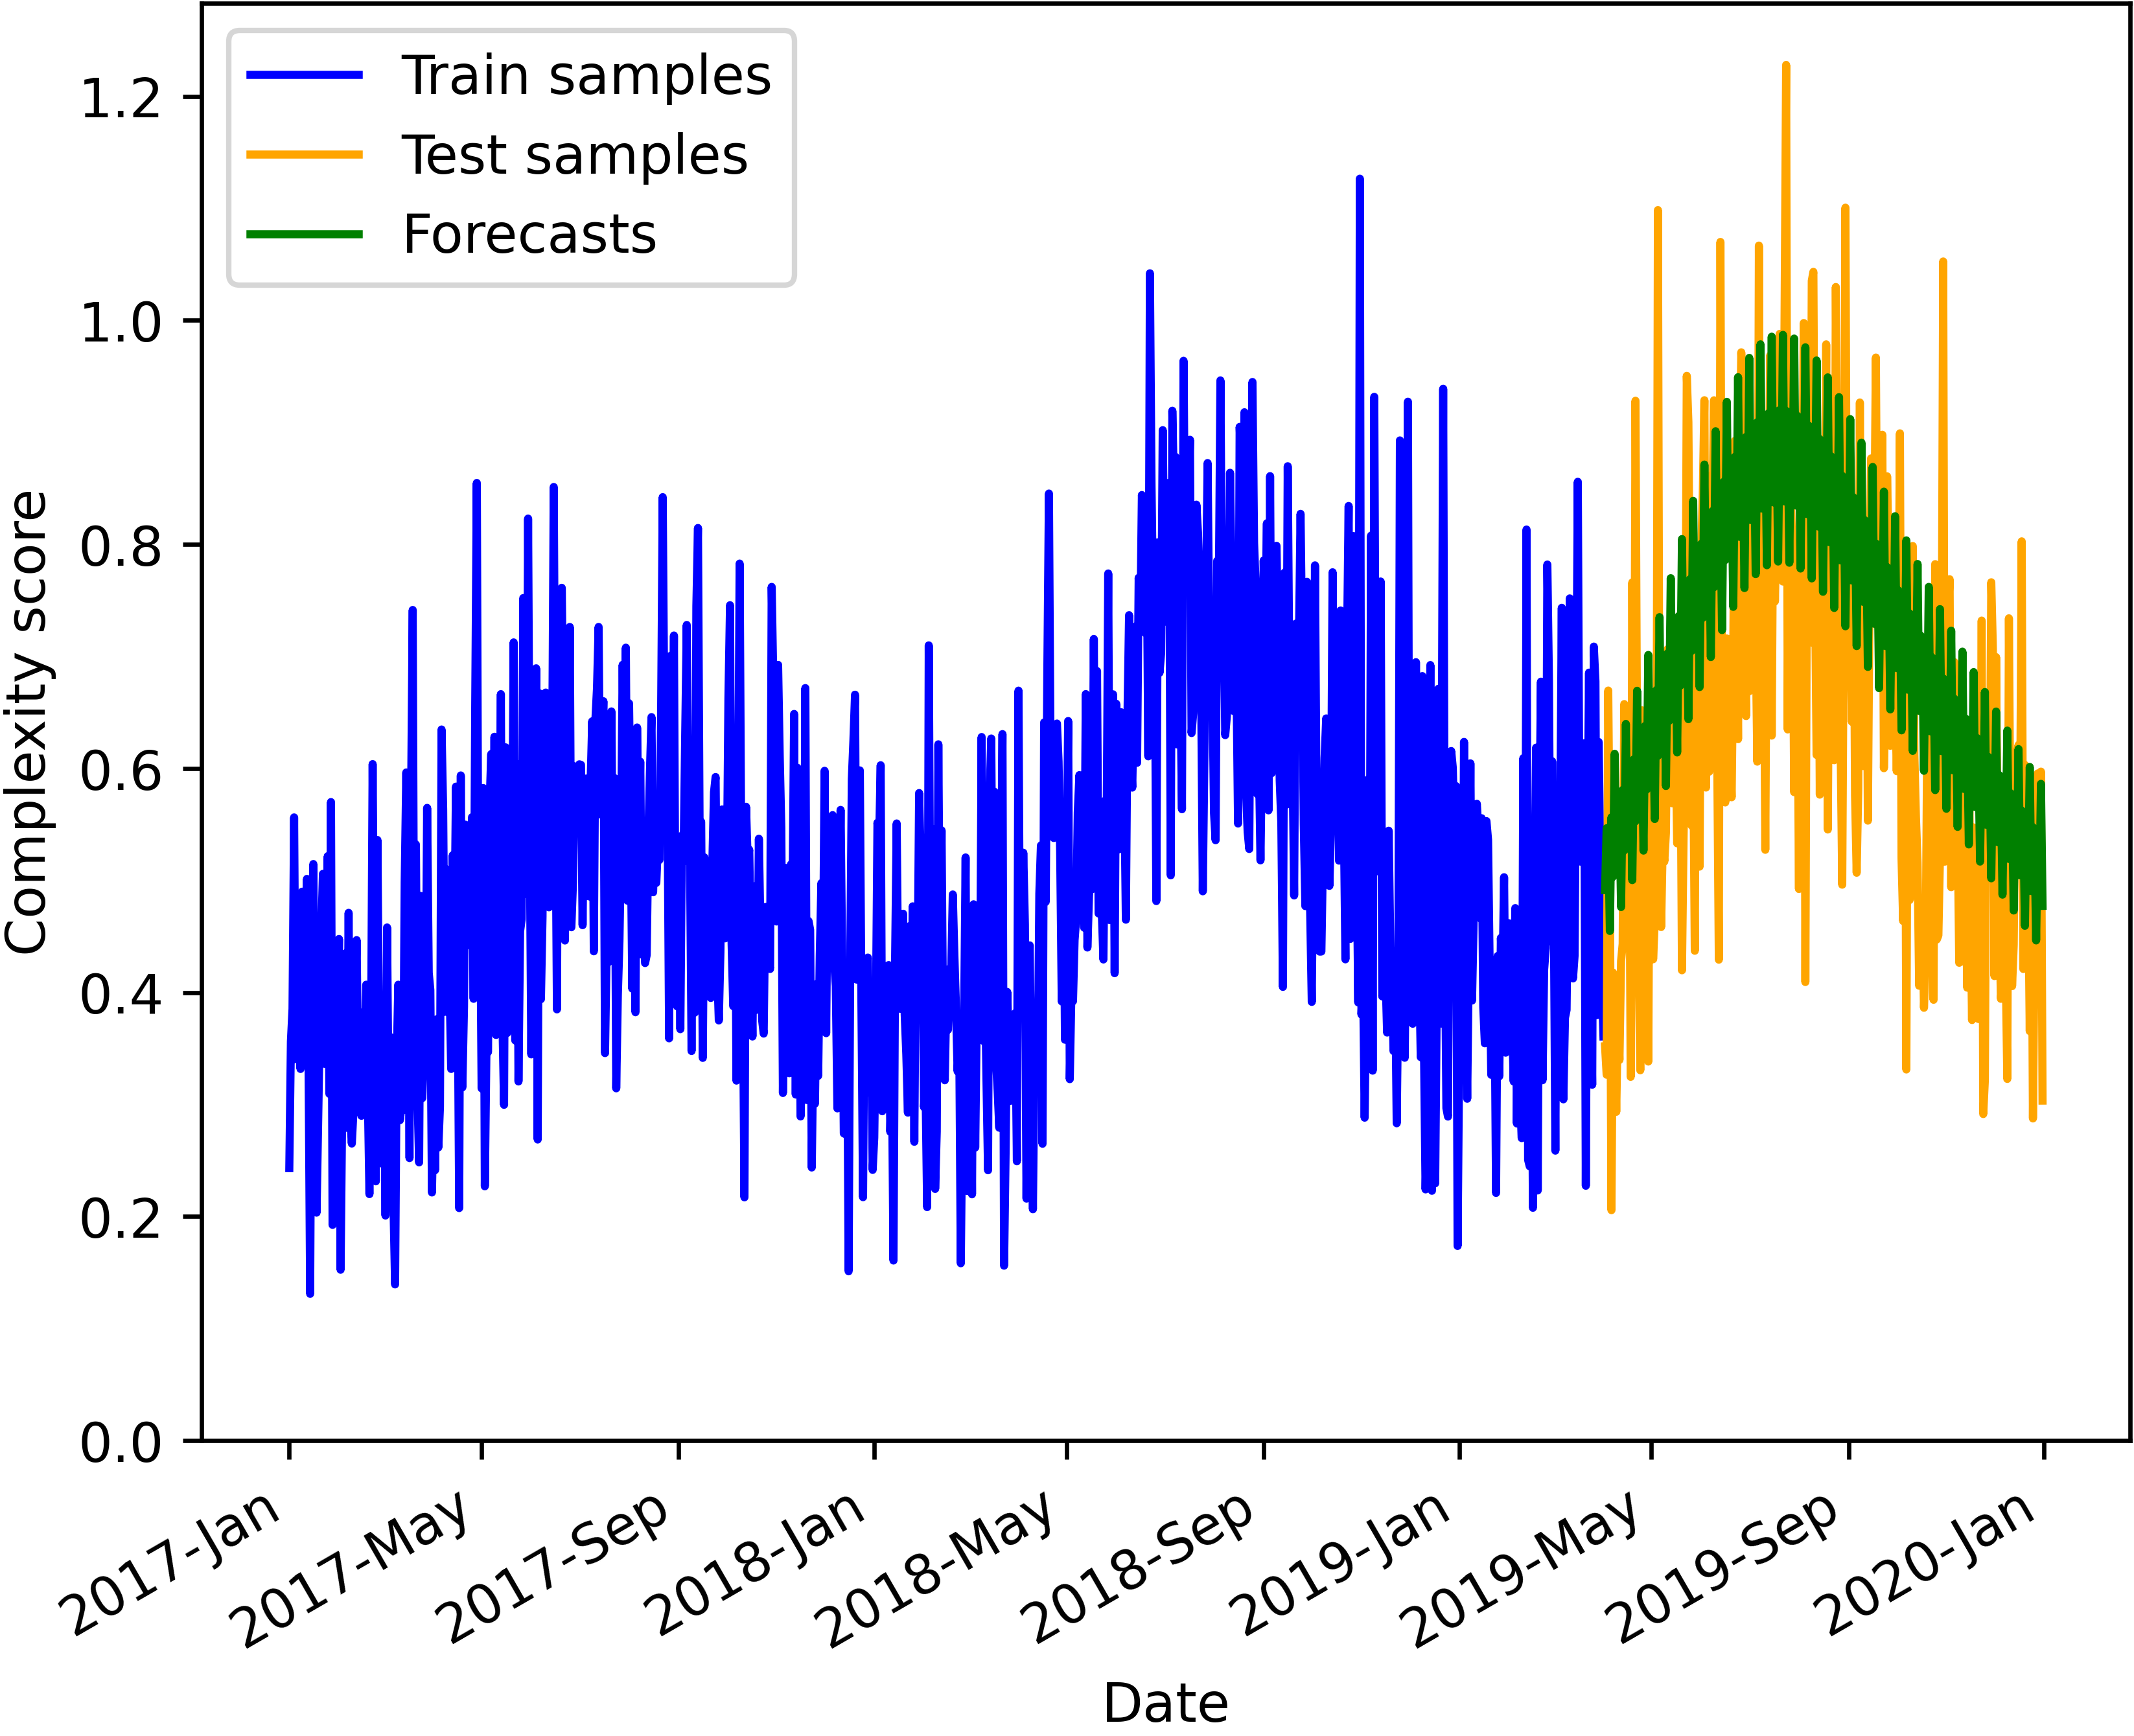 Train samples
Test samples
Forecasts
1.2
1.0
0.8
0.6
0.4
0.2
0.0
Complexity score
2017-Jan
2017-May
2017-Sep
2018-Jan
2018-May
2018-Sep
2019-Jan
2019-May
2019-Sep
2020-Jan
Date